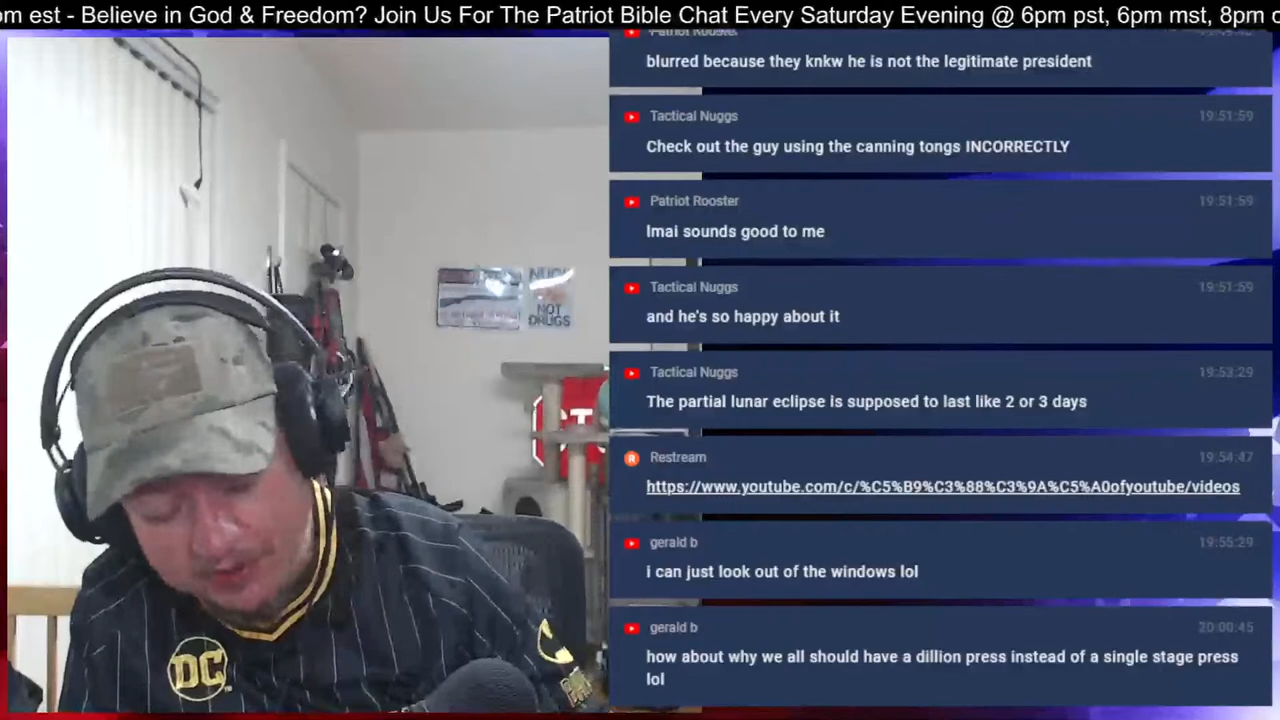 om est - Believe in God & Freedom? Join Us For The Patriot Bible Chat Every Saturday Evening @ 6pm pst, 6pm mst, 8pm c
Patriot Rooster
blurred because they knkw he is not the legitimate president
Tactical Nuggs 19:51:59
Check out the guy using the canning tongs INCORRECTLY
Patriot Rooster 19:51:59
lmai sounds good to me
Tactical Nuggs 19:51:59
and he's so happy about it
Tactical Nuggs 19:53:29
The partial lunar eclipse is supposed to last like 2 or 3 days
Restream 19:54:47
https://www.youtube.com/c/%C5%B9%C3%88%C3%9A%C5%A0ofyoutube/videos
gerald b 19:55:29
i can just look out of the windows lol
gerald b 20:00:45
how about why we all should have a dillion press instead of a single stage press
lol
NOT
DRUGS
DC